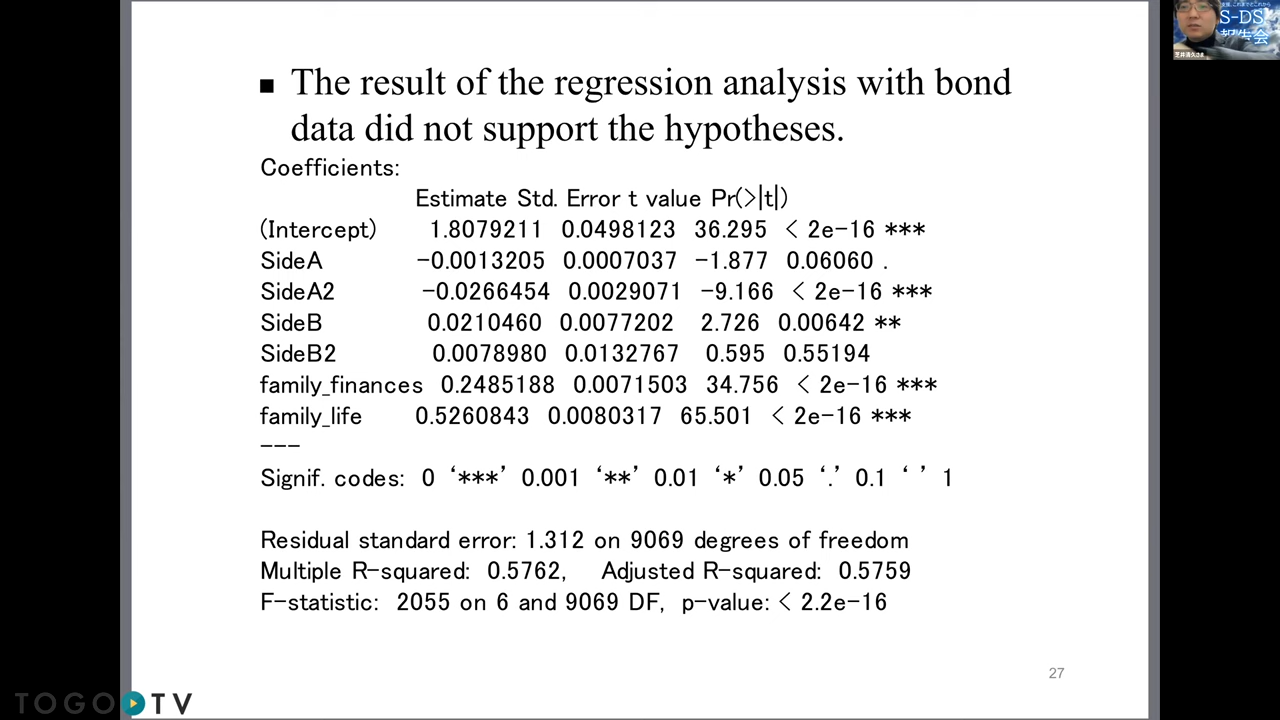 ■ The result of the regression analysis with bond
data did not support the hypotheses.
Coefficients:
Estimate Std. Error t value Pr(>|t|)
(Intercept) 1.8079211 0.0498123 36.295 < 2e-16 ***
SideA -0.0013205 0.0007037 -1.877 0.06060 .
SideA2 -0.0266454 0.0029071 -9.166 < 2e-16 ***
SideB 0.0210460 0.0077202 2.726 0.00642 **
SideB2 0.0078980 0.0132767 0.595 0.55194
family_finances 0.2485188 0.0071503 34.756 < 2e-16 ***
family_life 0.5260843 0.0080317 65.501 < 2e-16 ***
---
Signif. codes: 0 ‘***’ 0.001 ‘**’ 0.01 ‘*’ 0.05 ‘.’ 0.1 ‘ ’ 1
Residual standard error: 1.312 on 9069 degrees of freedom
Multiple R-squared: 0.5762, Adjusted R-squared: 0.5759
F-statistic: 2055 on 6 and 9069 DF, p-value: < 2.2e-16
27
TOGO TV
S-DS
報告会